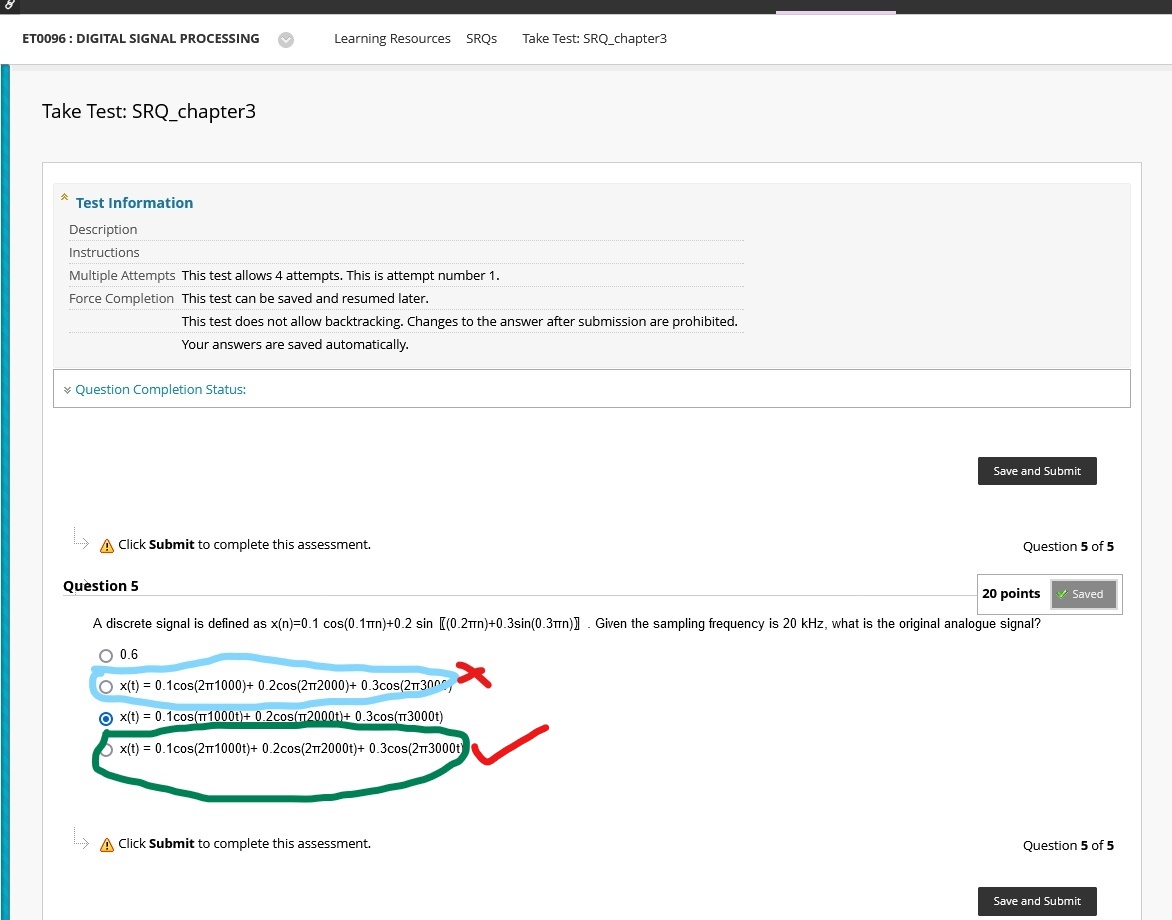 ET0096 : DIGITAL SIGNAL PROCESSING Learning Resources SRQs Take Test: SRQ_chapter3
Take Test: SRQ_chapter3
Test Information
Description
Instructions
Multiple Attempts This test allows 4 attempts. This is attempt number 1.
Force Completion This test can be saved and resumed later.
This test does not allow backtracking. Changes to the answer after submission are prohibited.
Your answers are saved automatically.
Question Completion Status:
Save and Submit
Click Submit to complete this assessment. Question 5 of 5
Question 5
20 points Saved
A discrete signal is defined as x(n)=0.1 cos(0.1πn)+0.2 sin〖(0.2πn)+0.3sin(0.3πn)〗 . Given the sampling frequency is 20 kHz, what is the original analogue signal?
0.6
x(t) = 0.1cos(2π1000)+ 0.2cos(2π2000)+ 0.3cos(2π3000)
x(t) = 0.1cos(π1000t)+ 0.2cos(π2000t)+ 0.3cos(π3000t)
x(t) = 0.1cos(2π1000t)+ 0.2cos(2π2000t)+ 0.3cos(2π3000t)
Click Submit to complete this assessment. Question 5 of 5
Save and Submit